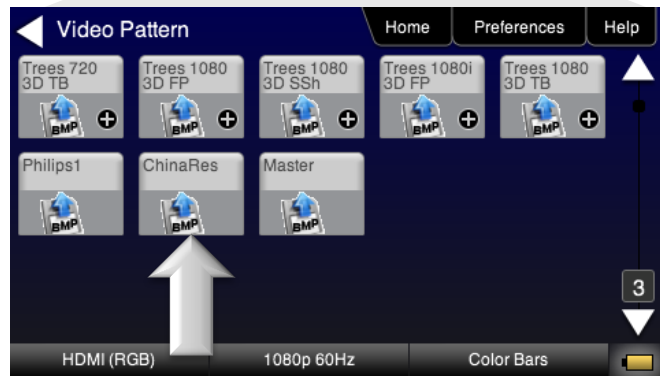 Video Pattern
Home
Preferences
Help
Trees 720
3D TB
BMP
Trees 1080
3D FP
BMP
Trees 1080
3D SSh
BMP
Trees 1080i
3D FP
BMP
Trees 1080
3D TB
BMP
Philips1
BMP
ChinaRes
BMP
Master
BMP
3
HDMI (RGB)
1080p 60Hz
Color Bars